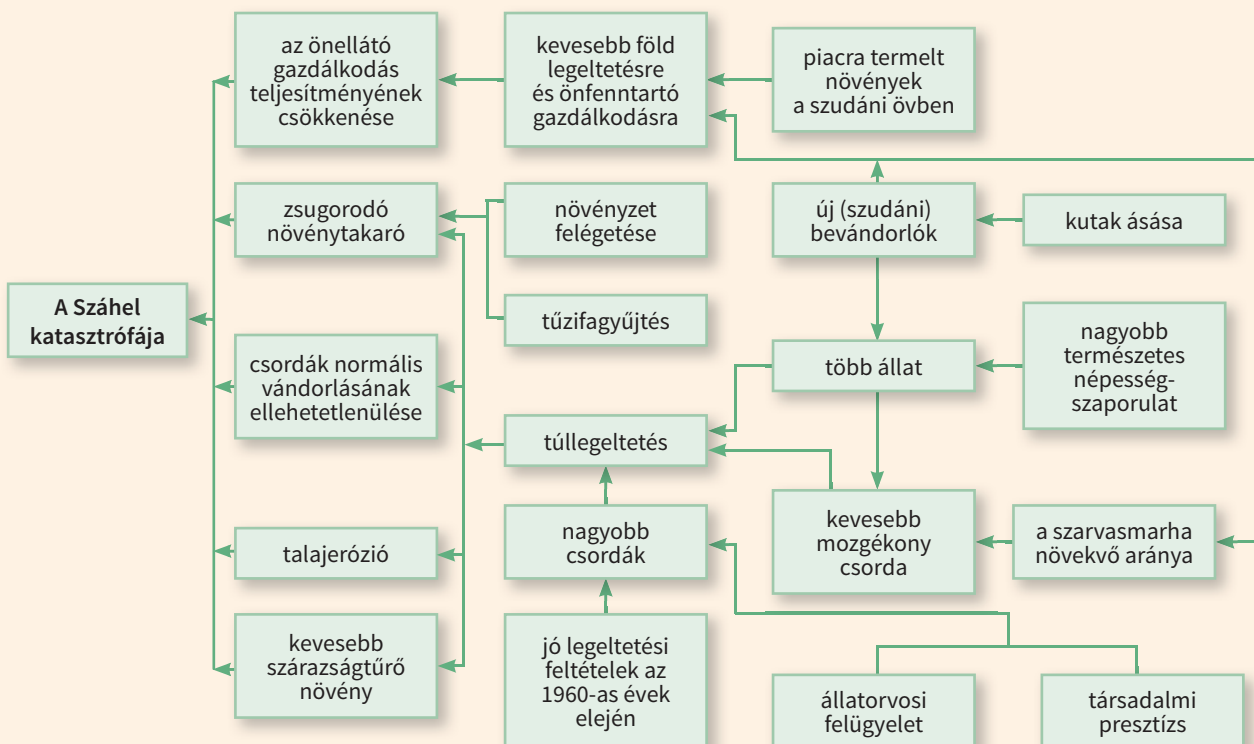 az önellátó
gazdálkodás
teljesítményének
csökkenése
kevesebb föld
legeltetésre
és önfenntartó
gazdálkodásra
piacra termelt
növények
a szudáni övben
zsugorodó
növénytakaró
növényzet
felégetése
új (szudáni)
bevándorlók
kutak ásása
A Száhel
katasztrófája
tűzifagyűjtés
csordák normális
vándorlásának
ellehetetlenülése
több állat
nagyobb
természetes
népesség-
szaporulat
túllegeltetés
talajerózió
nagyobb
csordák
kevesebb
mozgékony
csorda
a szarvasmarha
növekvő aránya
kevesebb
szárazságtűrő
növény
jó legeltetési
feltételek az
1960-as évek
elején
állatorvosi
felügyelet
társadalmi
presztízs